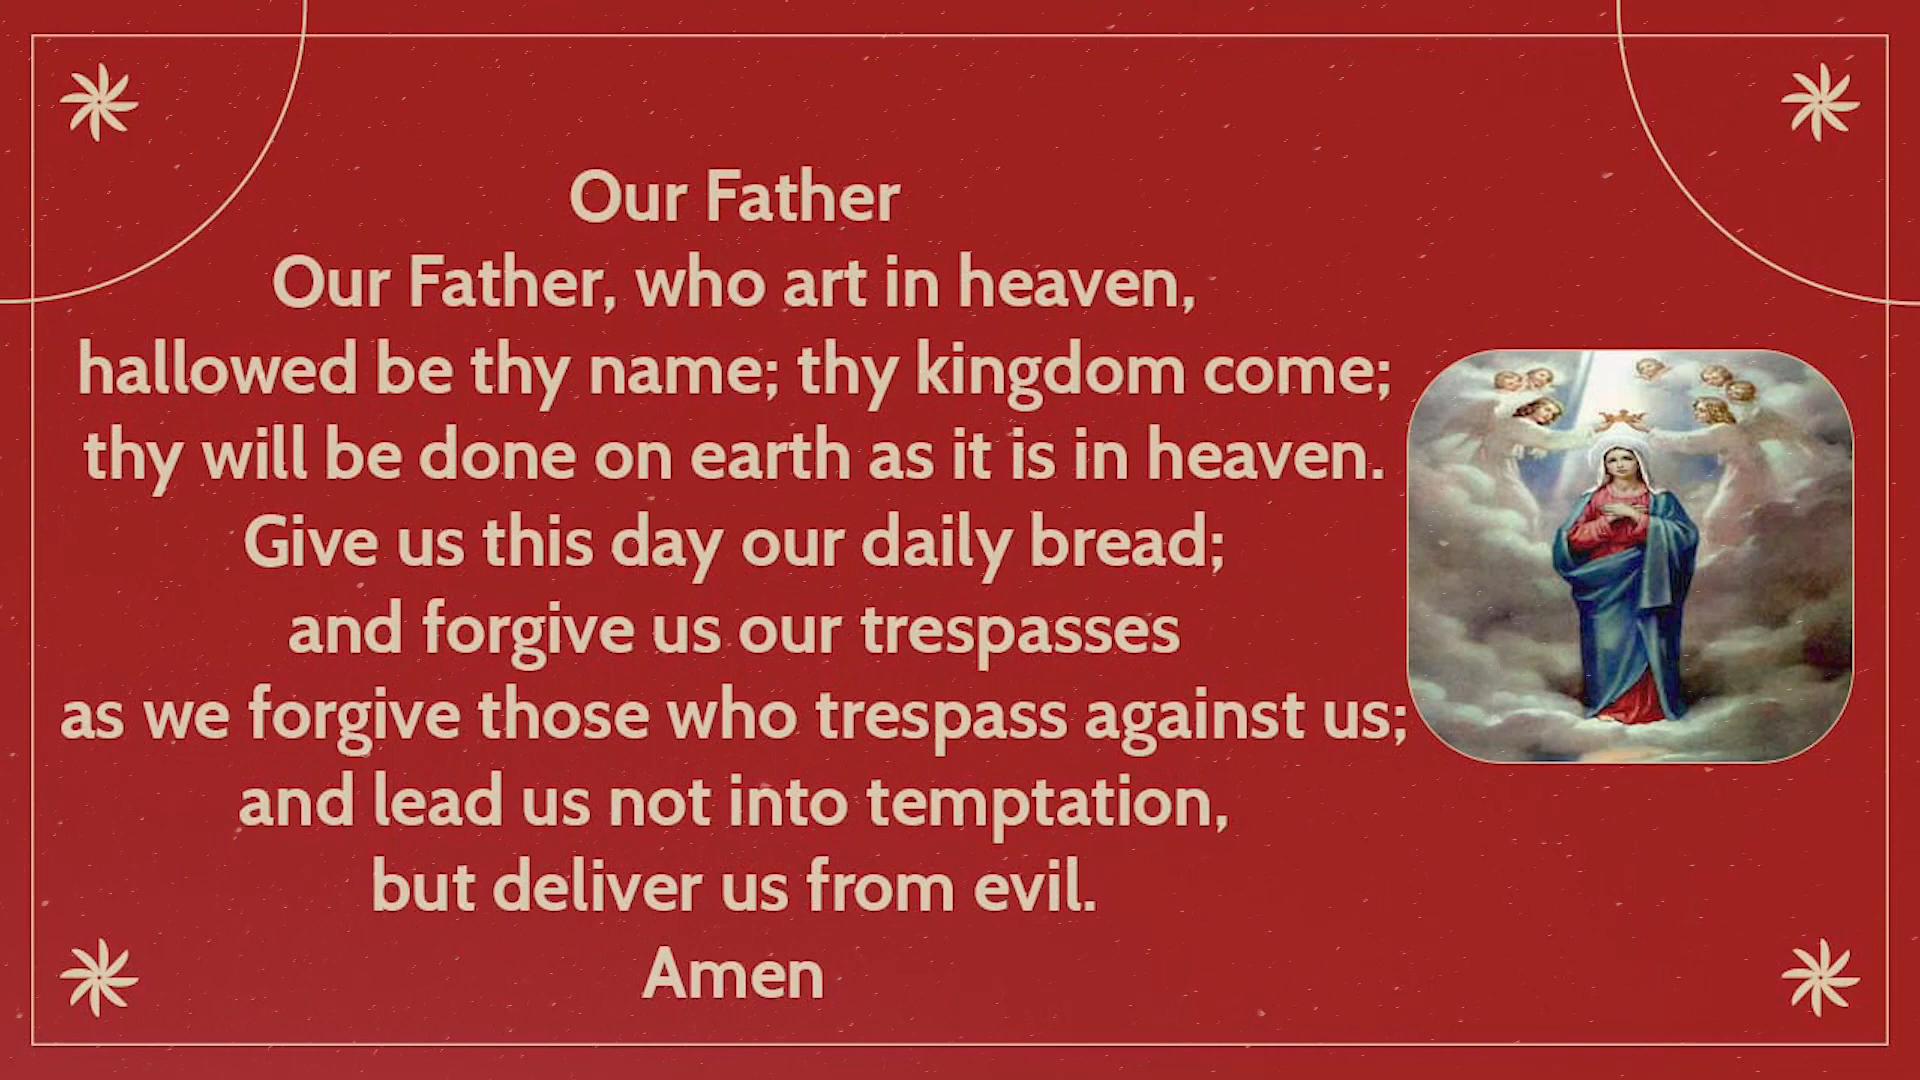 Our Father
Our Father, who art in heaven,
hallowed be thy name; thy kingdom come;
thy will be done on earth as it is in heaven.
Give us this day our daily bread;
and forgive us our trespasses
as we forgive those who trespass against us;
and lead us not into temptation,
but deliver us from evil.
Amen